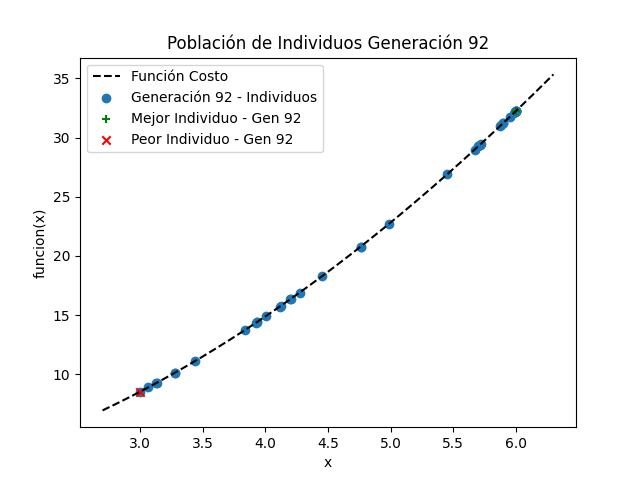 Población de Individuos Generación 92
Función Costo
Generación 92 - Individuos
Mejor Individuo - Gen 92
Peor Individuo - Gen 92
35
30
25
20
15
10
funcion(x)
3.0 3.5 4.0 4.5 5.0 5.5 6.0
x